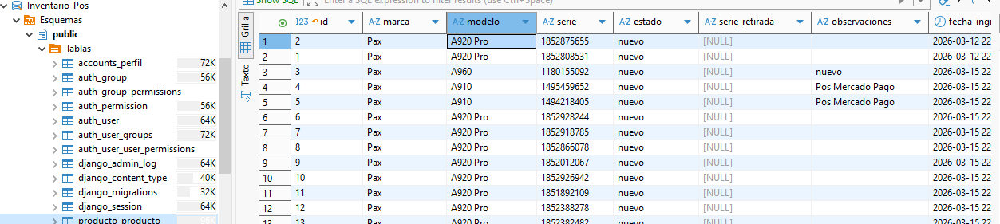 Show SQL Enter a SQL expression to filter results (use Ctrl+Space)
Inventario_Pos
Esquemas
public
Tablas
accounts_perfil 72K
auth_group 56K
auth_group_permissions
auth_permission 56K
auth_user 64K
auth_user_groups 72K
auth_user_user_permissions
django_admin_log 64K
django_content_type 40K
django_migrations 32K
django_session 64K
producto_producto 96K
Grilla
Texto
123 id A-Z marca A-Z modelo A-Z serie A-Z estado A-Z serie_retirada A-Z observaciones fecha_ingr
1 2 Pax A920 Pro 1852875655 nuevo [NULL] 2026-03-12 22
2 1 Pax A920 Pro 1852808531 nuevo [NULL] 2026-03-12 22
3 3 Pax A960 1180155092 nuevo [NULL] nuevo 2026-03-15 22
4 4 Pax A910 1495459652 nuevo [NULL] Pos Mercado Pago 2026-03-15 22
5 5 Pax A910 1494218405 nuevo [NULL] Pos Mercado Pago 2026-03-15 22
6 6 Pax A920 Pro 1852928244 nuevo [NULL] 2026-03-15 22
7 7 Pax A920 Pro 1852918785 nuevo [NULL] 2026-03-15 22
8 8 Pax A920 Pro 1852866078 nuevo [NULL] 2026-03-15 22
9 9 Pax A920 Pro 1852012067 nuevo [NULL] 2026-03-15 22
10 10 Pax A920 Pro 1852926942 nuevo [NULL] 2026-03-15 22
11 11 Pax A920 Pro 1851892109 nuevo [NULL] 2026-03-15 22
12 12 Pax A920 Pro 1852388278 nuevo [NULL] 2026-03-15 22
13 Pax A920 Pro 1852382482 nuevo [NULL] 2026-03-15 22